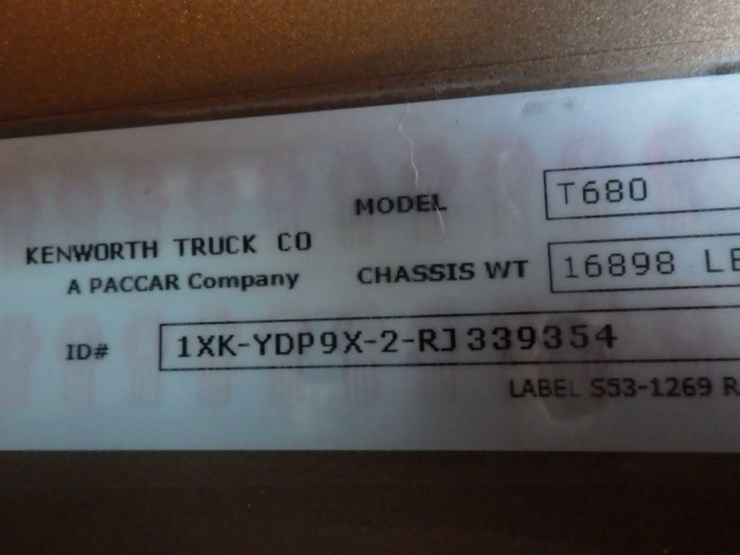 MODEL T680
KENWORTH TRUCK CO
A PACCAR Company
CHASSIS WT 16898
ID# 1XK-YDP9X-2-RJ339354
LABEL S53-1269